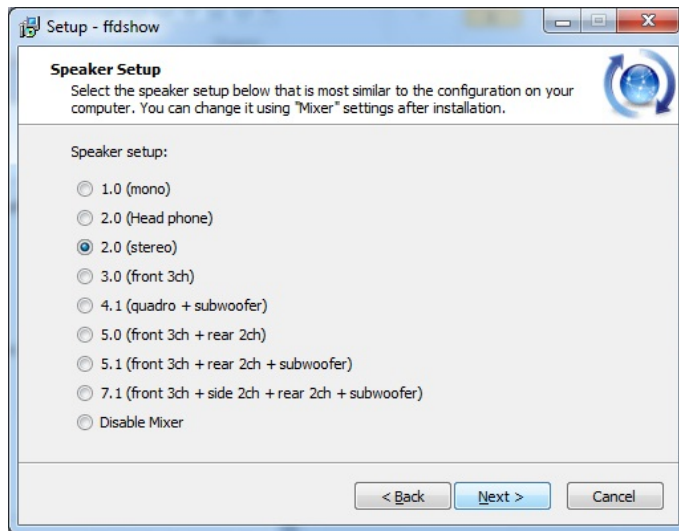 Setup - ffdshow
Speaker Setup
Select the speaker setup below that is most similar to the configuration on your
computer. You can change it using "Mixer" settings after installation.
Speaker setup:
1.0 (mono)
2.0 (Head phone)
2.0 (stereo)
3.0 (front 3ch)
4.1 (quadro + subwoofer)
5.0 (front 3ch + rear 2ch)
5.1 (front 3ch + rear 2ch + subwoofer)
7.1 (front 3ch + side 2ch + rear 2ch + subwoofer)
Disable Mixer
< Back Next > Cancel